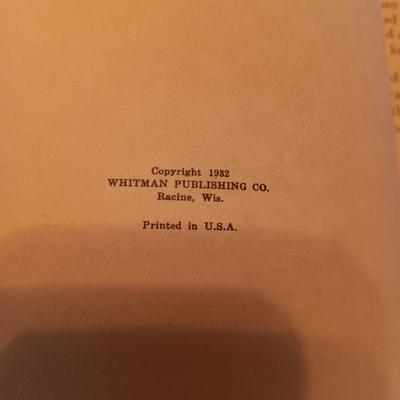 Copyright 1932
WHITMAN PUBLISHING CO.
Racine, Wis.
Printed in U.S.A.